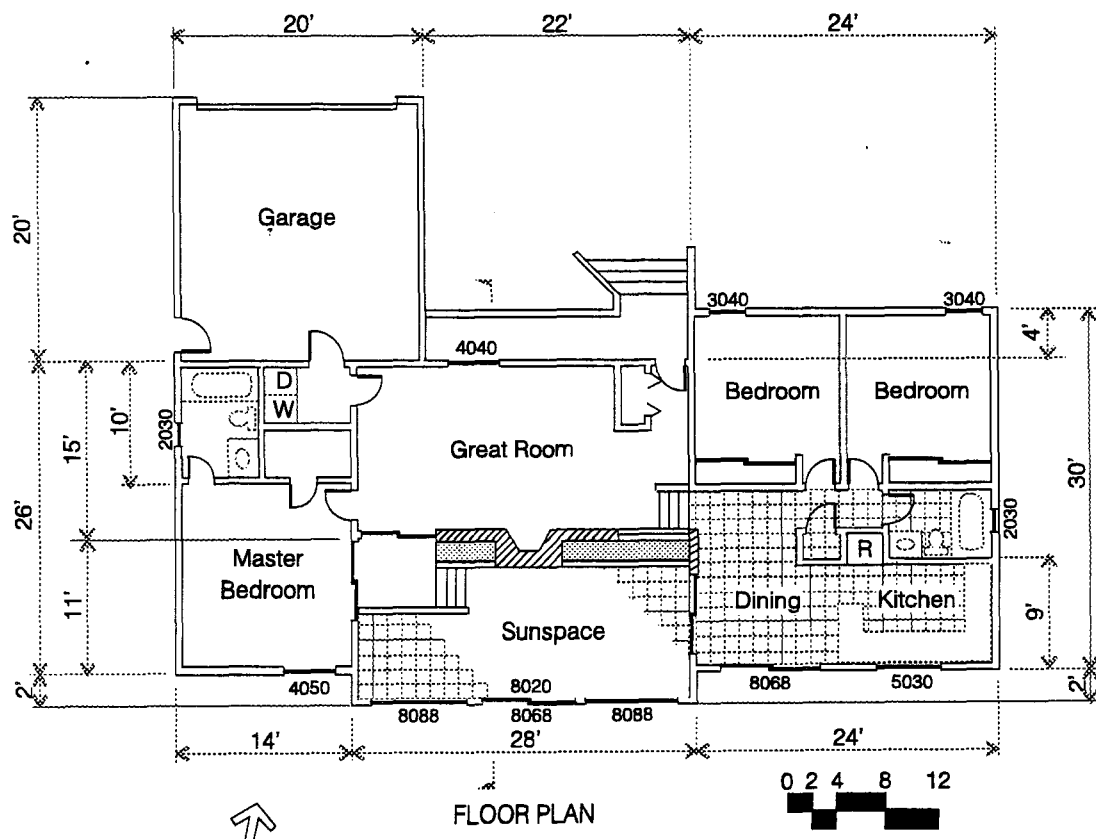 20' 22' 24'
20'
Garage
3040 3040
4'
4040
D
W
Bedroom Bedroom
2030
10'
15'
Great Room
26'
30'
2030
R
Master
Bedroom
11'
Dining Kitchen
9'
Sunspace
2'
4050
8020
8068 5030
2'
8088 8068 8088
14' 28' 24'
0 2 4 8 12
FLOOR PLAN